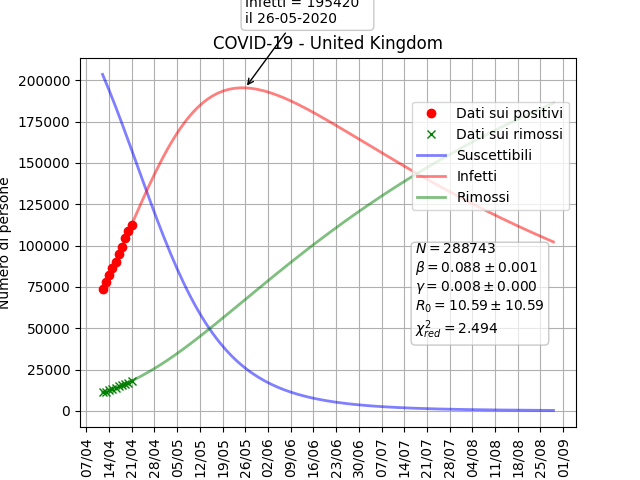 Infetti = 195420
il 26-05-2020
COVID-19 - United Kingdom
Numero di persone
200000
175000
150000
125000
100000
75000
50000
25000
0
Dati sui positivi
Dati sui rimossi
Suscettibili
Infetti
Rimossi
N = 288743
β = 0.088 ± 0.001
γ = 0.008 ± 0.000
R₀ = 10.59 ± 10.59
χ²red = 2.494
07/04
14/04
21/04
28/04
05/05
12/05
19/05
26/05
02/06
09/06
16/06
23/06
30/06
07/07
14/07
21/07
28/07
04/08
11/08
18/08
25/08
01/09